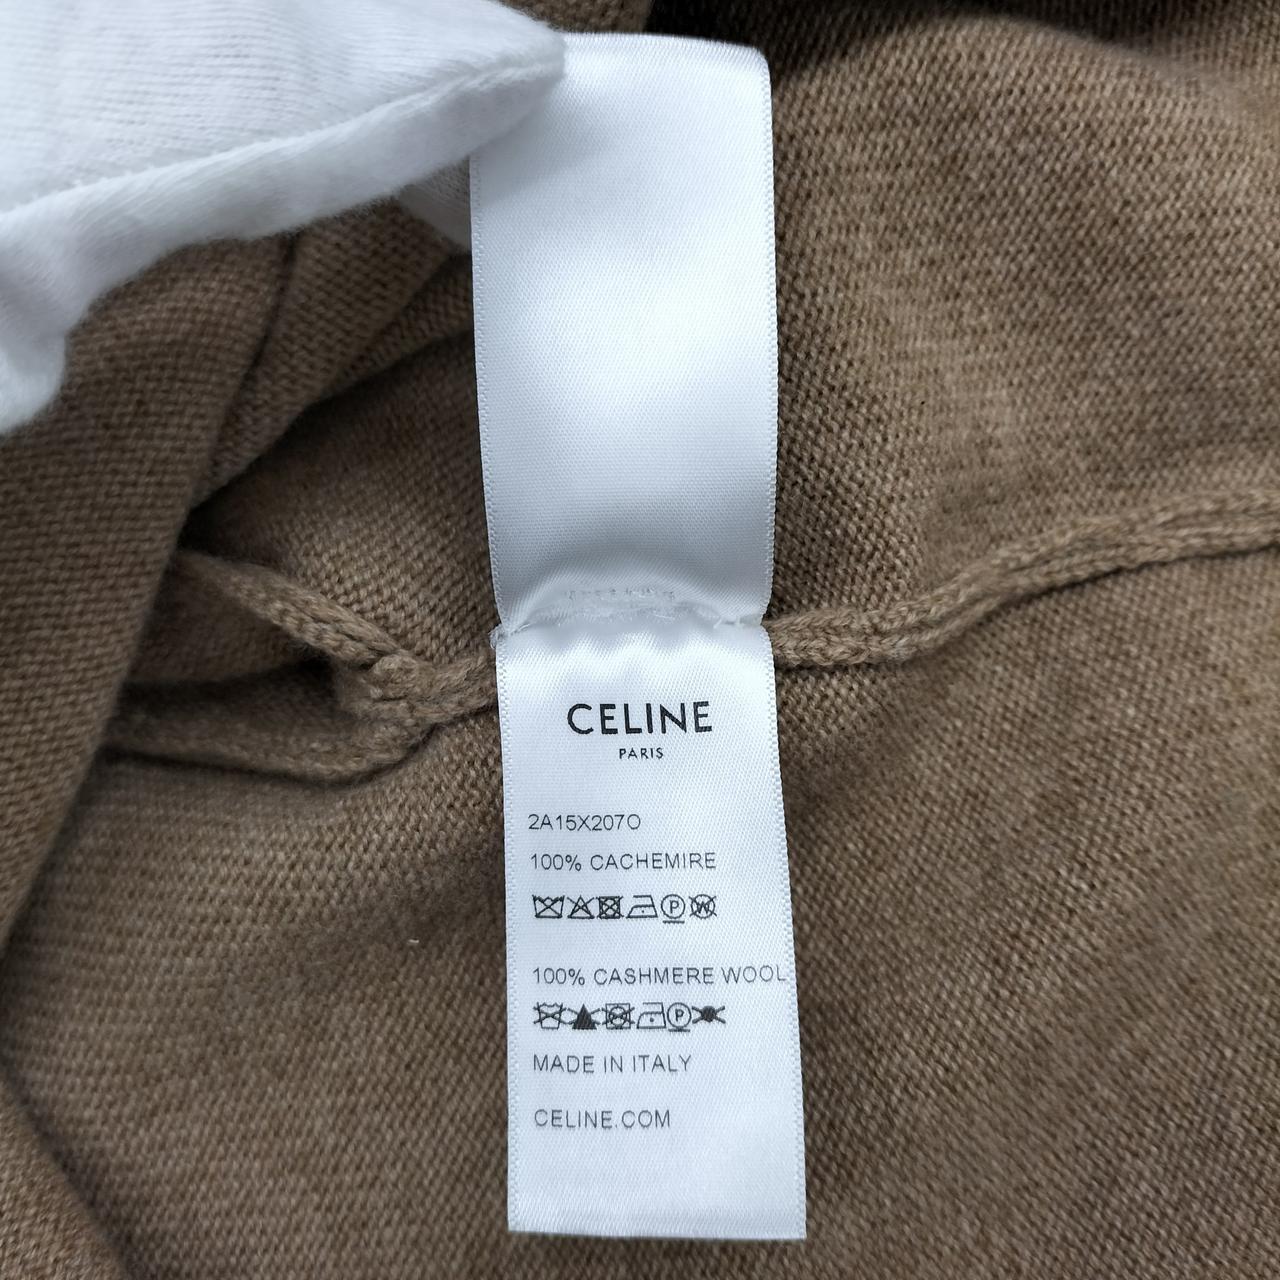 CELINE
PARIS
2A15X207O
100% CACHEMIRE
100% CASHMERE WOOL
MADE IN ITALY
CELINE.COM